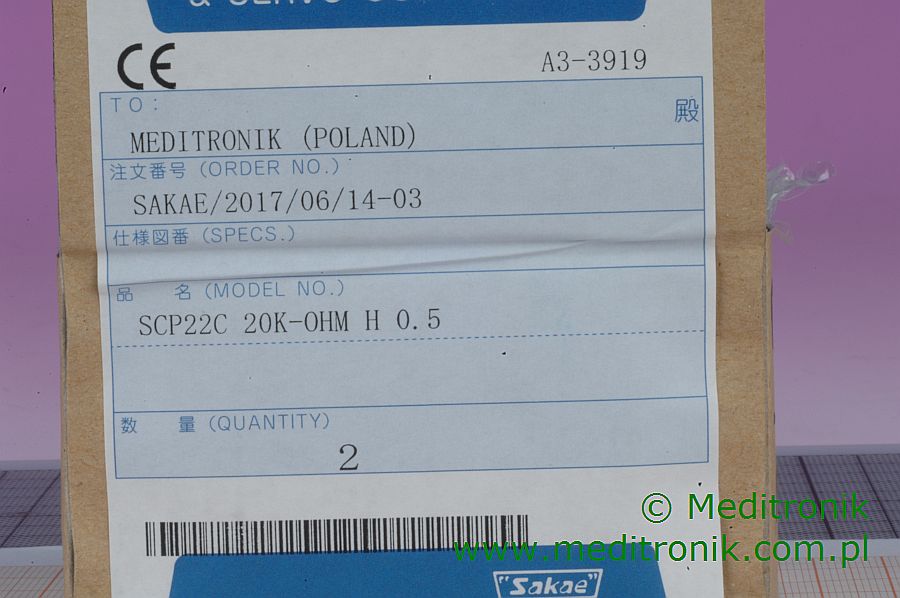 & SERVO
CE
A3-3919
TO:
殿
MEDITRONIK (POLAND)
注文番号 (ORDER NO.)
SAKAE/2017/06/14-03
仕様図番 (SPECS.)
品 名 (MODEL NO.)
SCP22C 20K-OHM H 0.5
数 量 (QUANTITY)
2
© Meditronik
www.meditronik.com.pl
"Sakae"